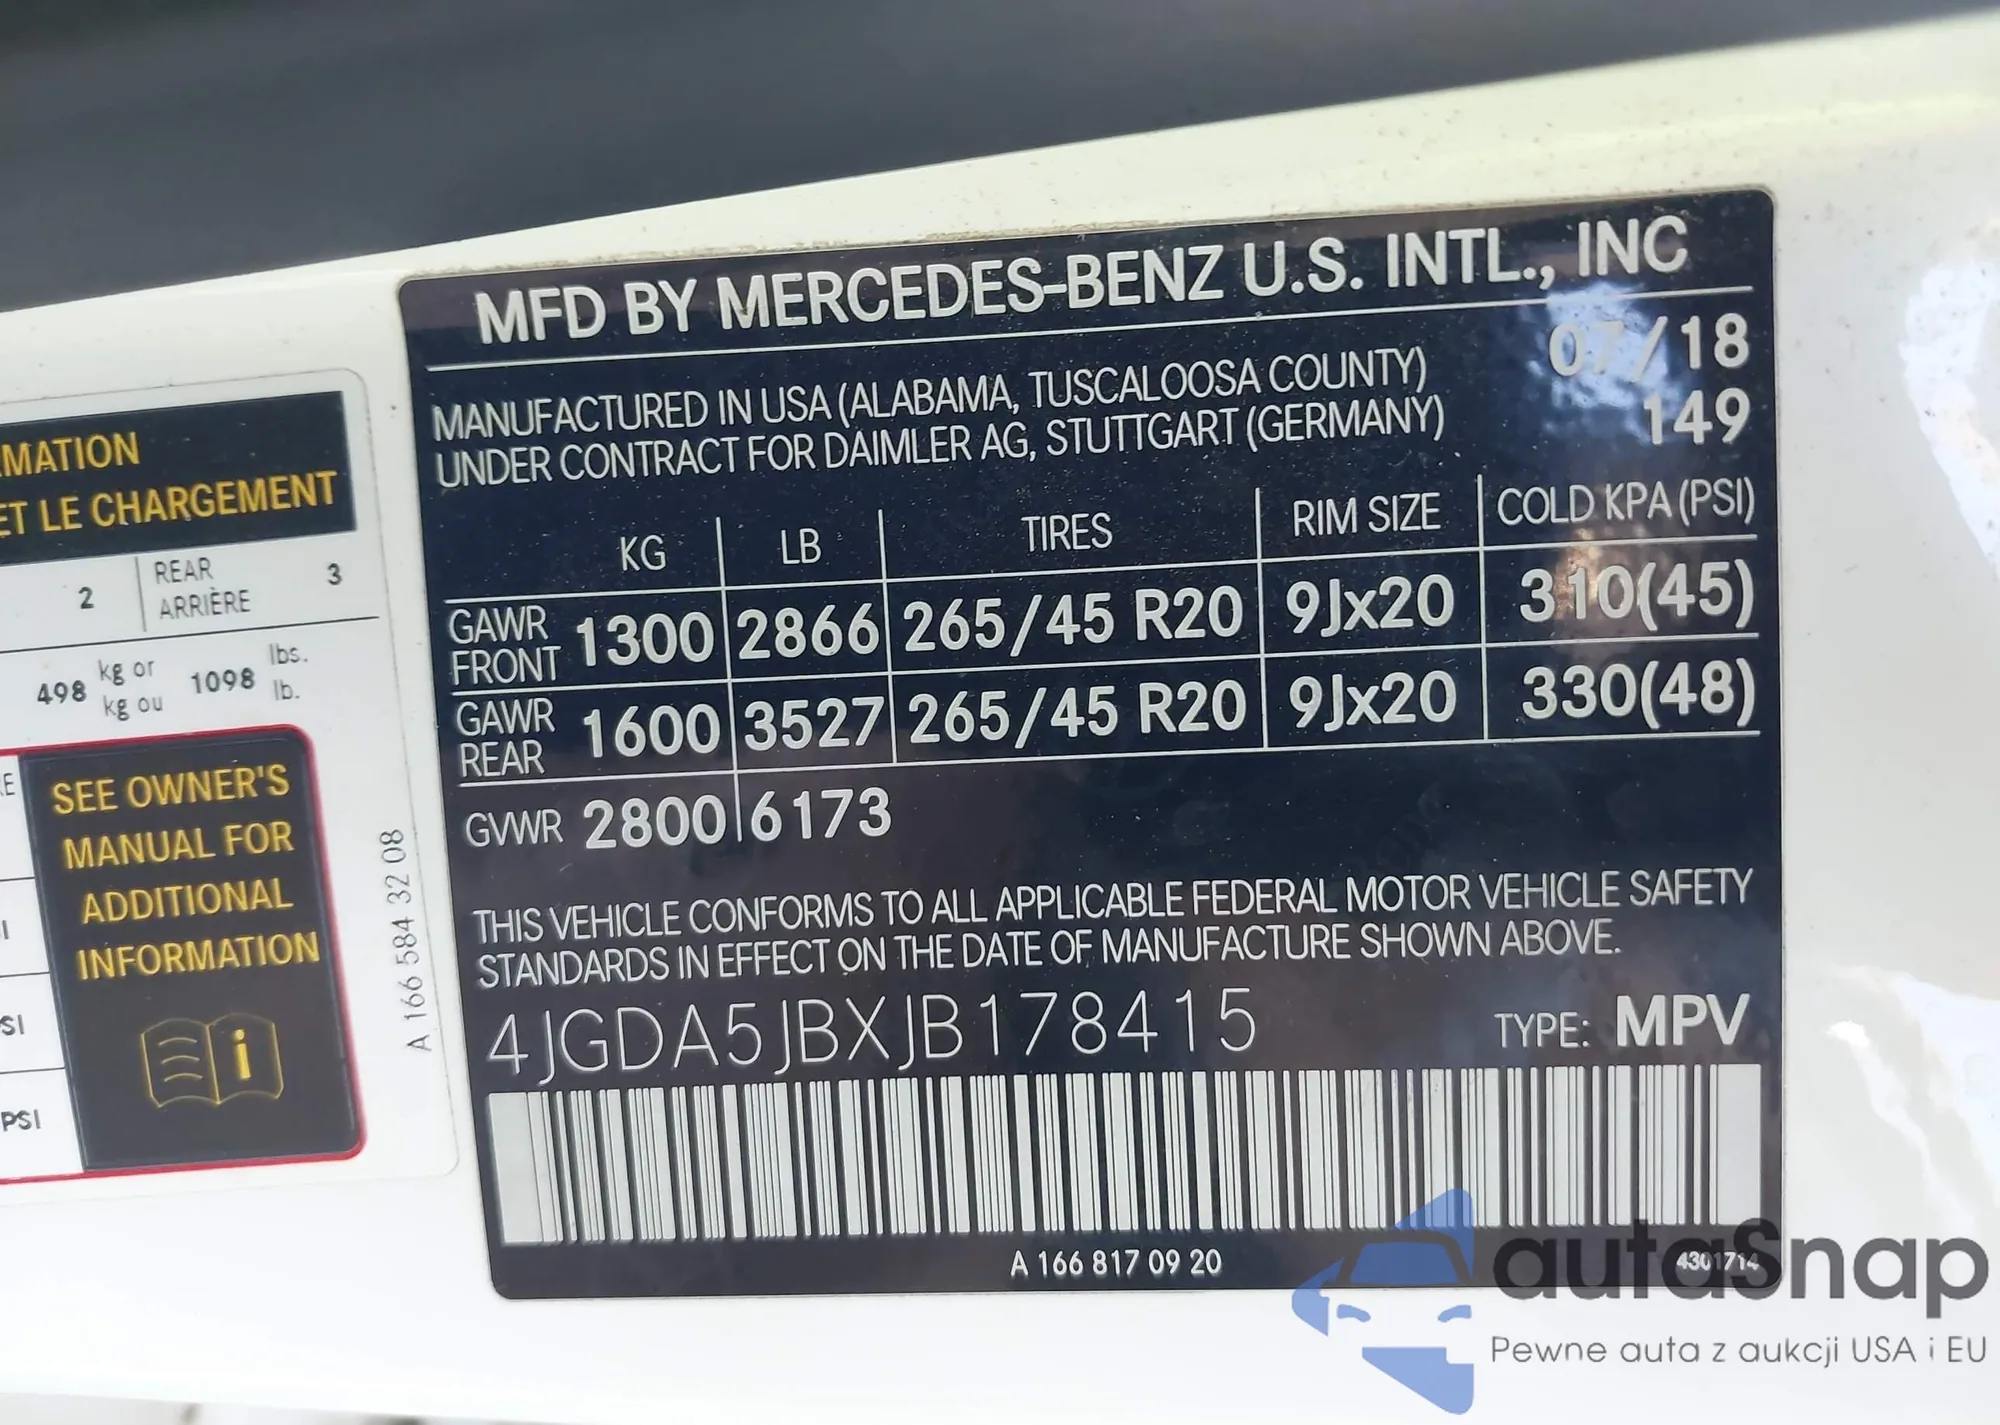 MFD BY MERCEDES-BENZ U.S. INTL., INC
07/18
MANUFACTURED IN USA (ALABAMA, TUSCALOOSA COUNTY)
UNDER CONTRACT FOR DAIMLER AG, STUTTGART (GERMANY)
149
KG LB TIRES RIM SIZE COLD KPA (PSI)
GAWR FRONT 1300 2866 265/45 R20 9Jx20 310(45)
GAWR REAR 1600 3527 265/45 R20 9Jx20 330(48)
GVWR 2800 6173
THIS VEHICLE CONFORMS TO ALL APPLICABLE FEDERAL MOTOR VEHICLE SAFETY
STANDARDS IN EFFECT ON THE DATE OF MANUFACTURE SHOWN ABOVE.
4JGDA5JBXJB178415 TYPE: MPV
A 166 817 09 20 4301714
ET LE CHARGEMENT
2 REAR ARRIÈRE 3
498 kg or kg ou 1098 lbs. lb.
SEE OWNER'S
MANUAL FOR
ADDITIONAL
INFORMATION
i
PSI
A 166 584 32 08
autaSnap
Pewne auta z aukcji USA i EU